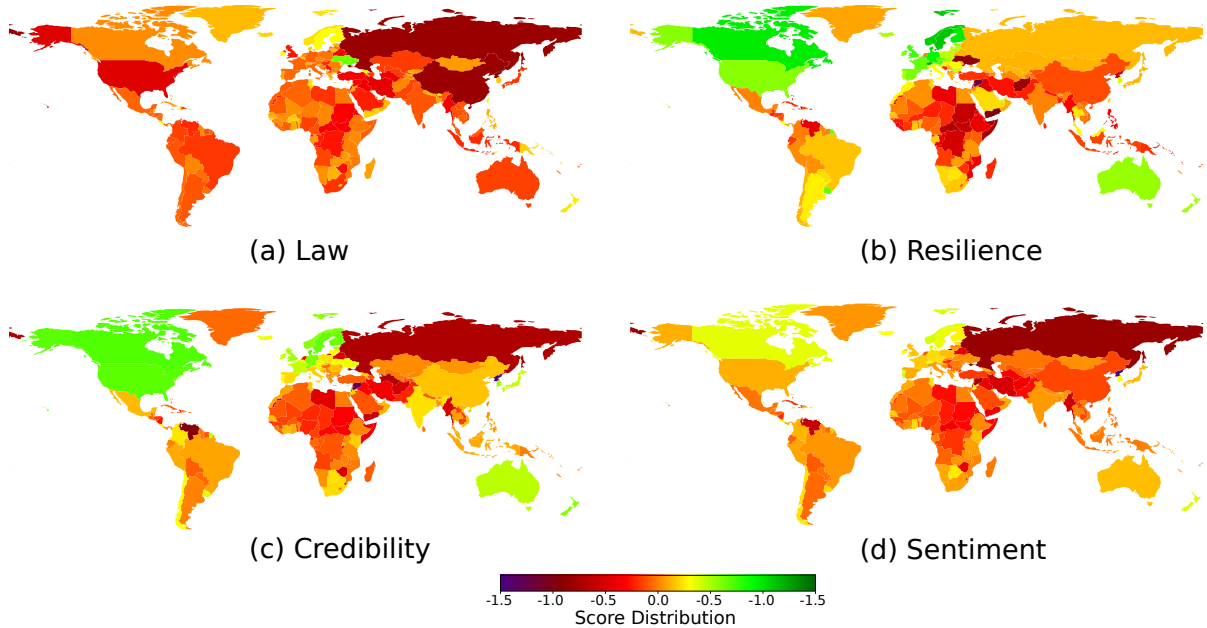 (a) Law
(b) Resilience
(c) Credibility
(d) Sentiment
-1.5 -1.0 -0.5 0.0 -0.5 -1.0 -1.5
Score Distribution